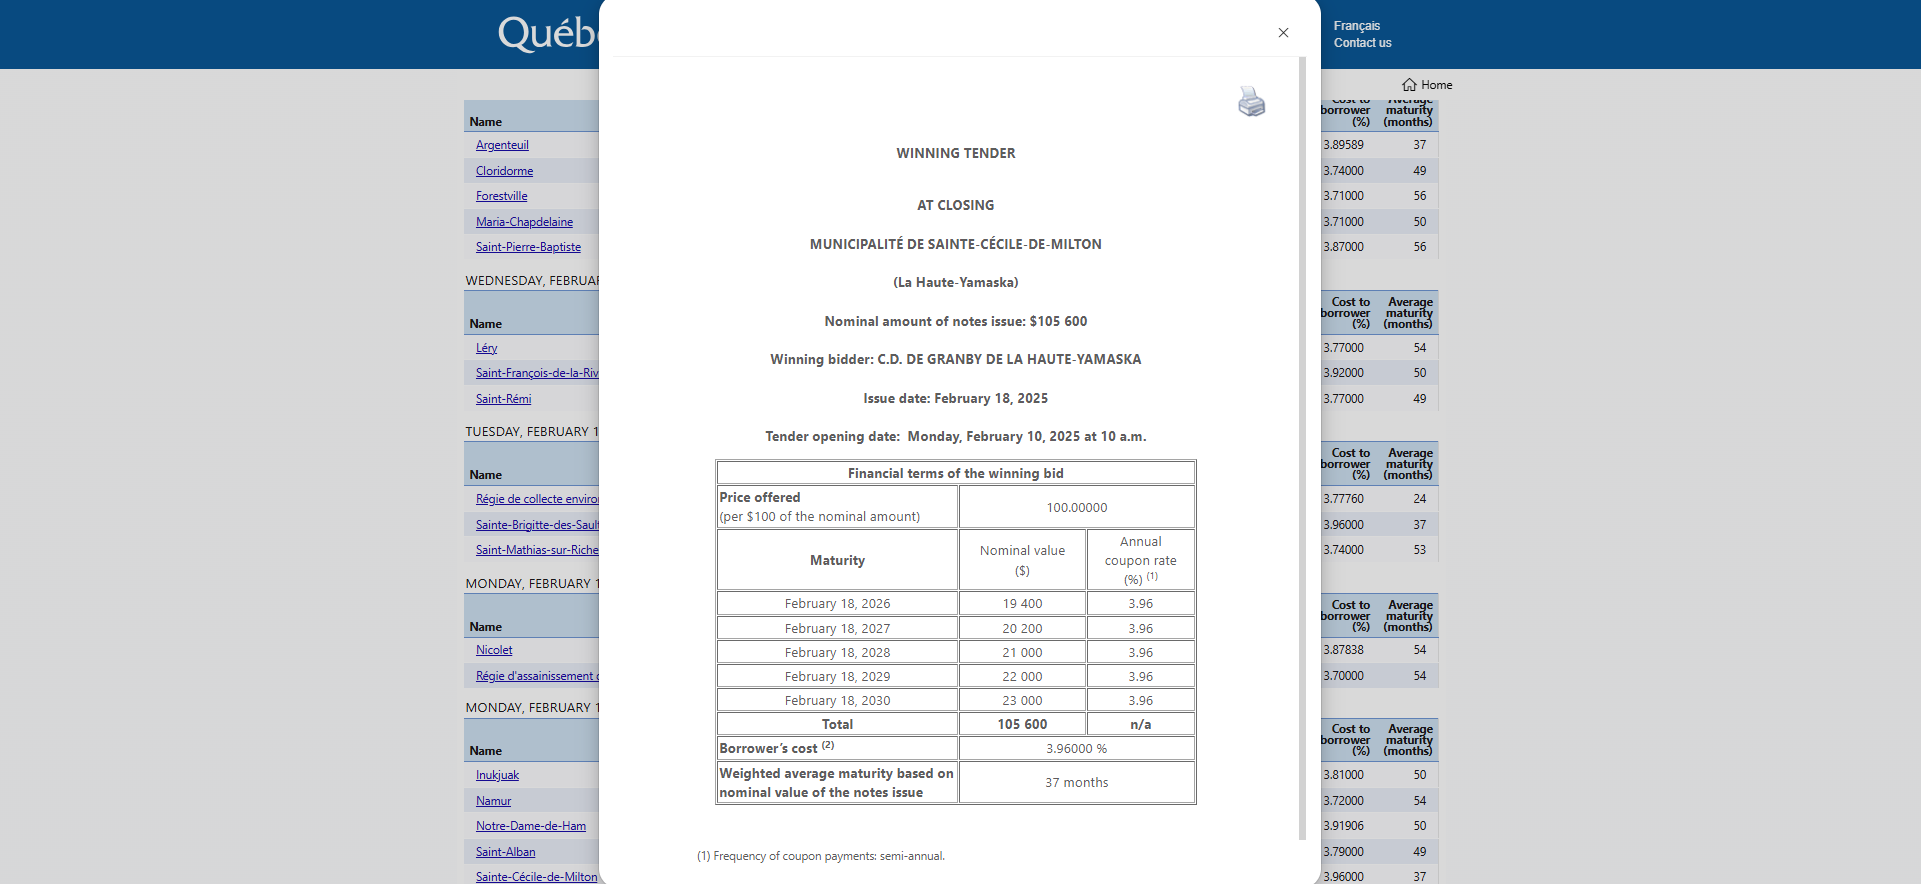 Québ
Français
Contact us
Home
Name
borrower maturity
(%) (months)
Argenteuil 3.89589 37
Cloridorme 3.74000 49
Forestville 3.71000 56
Maria-Chapdelaine 3.71000 50
Saint-Pierre-Baptiste 3.87000 56
WEDNESDAY, FEBRUA
Cost to Average
borrower maturity
Name (%) (months)
Léry 3.77000 54
Saint-François-de-la-Riv 3.92000 50
Saint-Rémi 3.77000 49
TUESDAY, FEBRUARY 1
Cost to Average
borrower maturity
Name (%) (months)
Régie de collecte enviro 3.77760 24
Sainte-Brigitte-des-Sault 3.96000 37
Saint-Mathias-sur-Riche 3.74000 53
MONDAY, FEBRUARY 1
Cost to Average
borrower maturity
Name (%) (months)
Nicolet 3.87838 54
Régie d'assainissement 3.70000 54
MONDAY, FEBRUARY 1
Cost to Average
borrower maturity
Name (%) (months)
Inukjuak 3.81000 50
Namur 3.72000 54
Notre-Dame-de-Ham 3.91906 50
Saint-Alban 3.79000 49
Sainte-Cécile-de-Milton 3.96000 37
WINNING TENDER
AT CLOSING
MUNICIPALITÉ DE SAINTE-CÉCILE-DE-MILTON
(La Haute-Yamaska)
Nominal amount of notes issue: $105 600
Winning bidder: C.D. DE GRANBY DE LA HAUTE-YAMASKA
Issue date: February 18, 2025
Tender opening date: Monday, February 10, 2025 at 10 a.m.
Financial terms of the winning bid
Price offered
(per $100 of the nominal amount) 100.00000
Maturity
Nominal value
($)
Annual
coupon rate
(%) (1)
February 18, 2026 19 400 3.96
February 18, 2027 20 200 3.96
February 18, 2028 21 000 3.96
February 18, 2029 22 000 3.96
February 18, 2030 23 000 3.96
Total 105 600 n/a
Borrower's cost (2) 3.96000 %
Weighted average maturity based on
nominal value of the notes issue 37 months
(1) Frequency of coupon payments: semi-annual.